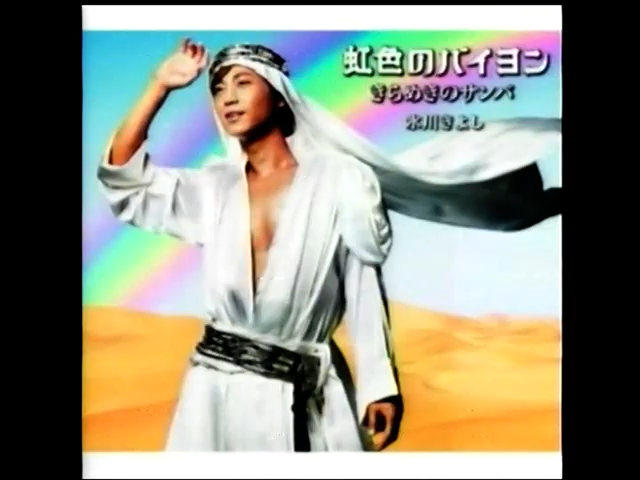 虹色のバイヨン
きらめきのサンバ
氷川きよし